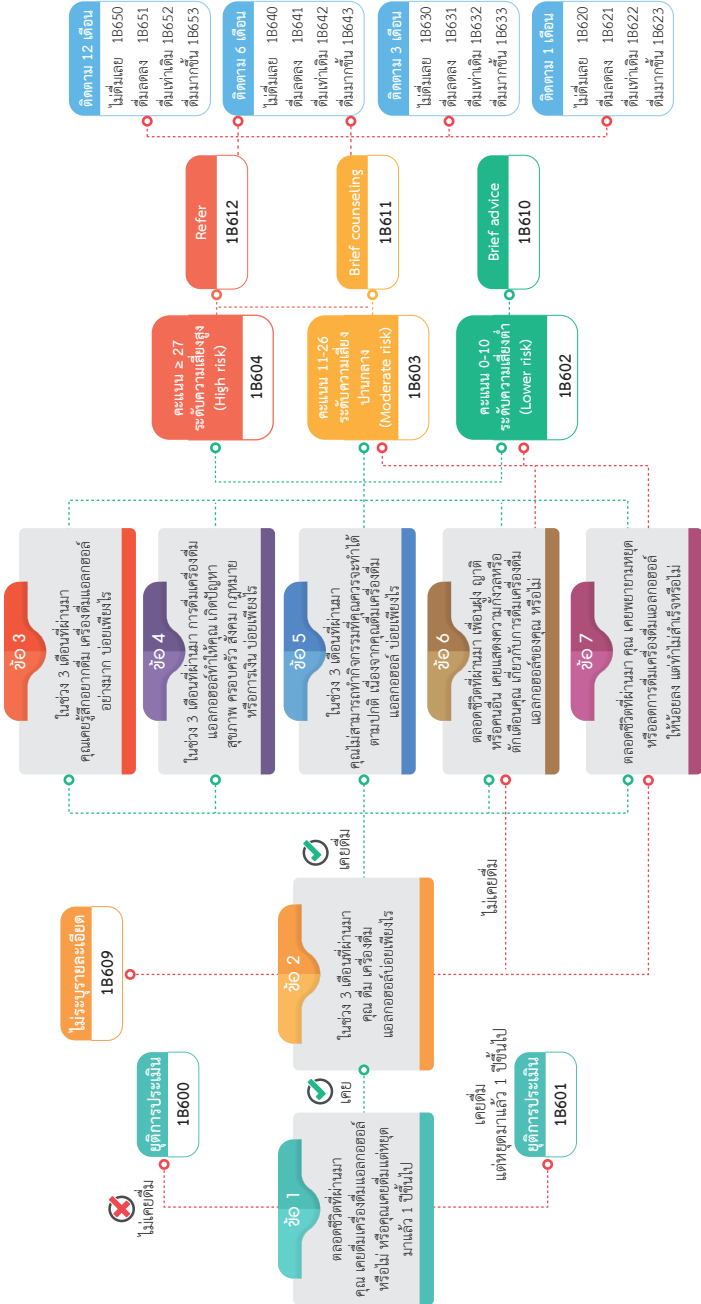 ข้อ 1
ตลอดชีวิตที่ผ่านมา
คุณ เคยดื่มเครื่องดื่มแอลกอฮอล์
หรือไม่ หรือคุณเคยดื่มแต่หยุด
มาแล้ว 1 ปีขึ้นไป
ไม่เคยดื่ม
ยุติการประเมิน
1B600
เคย
เคยดื่ม
แต่หยุดมาแล้ว 1 ปีขึ้นไป
ยุติการประเมิน
1B601
ไม่ระบุรายละเอียด
1B609
ข้อ 2
ในช่วง 3 เดือนที่ผ่านมา
คุณ ดื่ม เครื่องดื่ม
แอลกอฮอล์บ่อยเพียงไร
เคยดื่ม
ไม่เคยดื่ม
ข้อ 3
ในช่วง 3 เดือนที่ผ่านมา
คุณเคยรู้สึกอยากดื่ม เครื่องดื่มแอลกอฮอล์
อย่างมาก บ่อยเพียงไร
ข้อ 4
ในช่วง 3 เดือนที่ผ่านมา การดื่มเครื่องดื่ม
แอลกอฮอล์ทำให้คุณ เกิดปัญหา
สุขภาพ ครอบครัว สังคม กฎหมาย
หรือการเงิน บ่อยเพียงไร
ข้อ 5
ในช่วง 3 เดือนที่ผ่านมา
คุณไม่สามารถทำกิจกรรมที่คุณควรจะทำได้
ตามปกติ เนื่องจากคุณดื่มเครื่องดื่ม
แอลกอฮอล์ บ่อยเพียงไร
ข้อ 6
ตลอดชีวิตที่ผ่านมา เพื่อนฝูง ญาติ
หรือคนอื่น เคยแสดงความกังวลหรือ
ตักเตือนคุณ เกี่ยวกับการดื่มเครื่องดื่ม
แอลกอฮอล์ของคุณ หรือไม่
ข้อ 7
ตลอดชีวิตที่ผ่านมา คุณ เคยพยายามหยุด
หรือลดการดื่มเครื่องดื่มแอลกอฮอล์
ให้น้อยลง แต่ทำไม่สำเร็จหรือไม่
คะแนน ≥ 27
ระดับความเสี่ยงสูง
(High risk)
1B604
คะแนน 11-26
ระดับความเสี่ยง
ปานกลาง
(Moderate risk)
1B603
คะแนน 0-10
ระดับความเสี่ยงต่ำ
(Lower risk)
1B602
Refer
1B612
Brief counseling
1B611
Brief advice
1B610
ติดตาม 12 เดือน
ไม่ดื่มเลย 1B650
ดื่มลดลง 1B651
ดื่มเท่าเดิม 1B652
ดื่มมากขึ้น 1B653
ติดตาม 6 เดือน
ไม่ดื่มเลย 1B640
ดื่มลดลง 1B641
ดื่มเท่าเดิม 1B642
ดื่มมากขึ้น 1B643
ติดตาม 3 เดือน
ไม่ดื่มเลย 1B630
ดื่มลดลง 1B631
ดื่มเท่าเดิม 1B632
ดื่มมากขึ้น 1B633
ติดตาม 1 เดือน
ไม่ดื่มเลย 1B620
ดื่มลดลง 1B621
ดื่มเท่าเดิม 1B622
ดื่มมากขึ้น 1B623